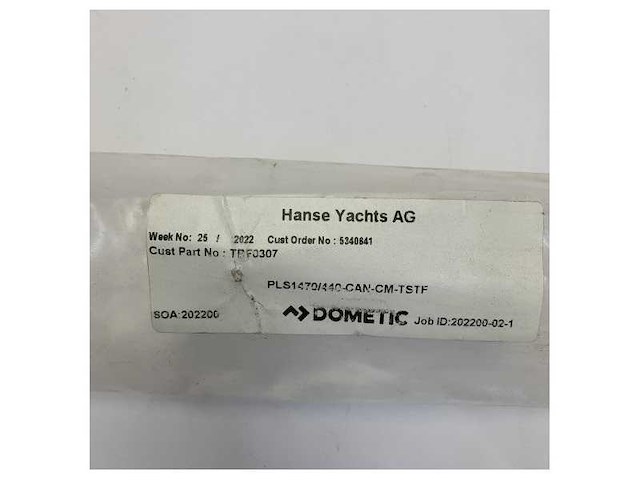 Hanse Yachts AG
Week No: 25 / 2022 Cust Order No : 5340841
Cust Part No : TRF0307
PLS1470/440-CAN-CM-TSTF
SOA:202200 DOMETIC Job ID:202200-02-1